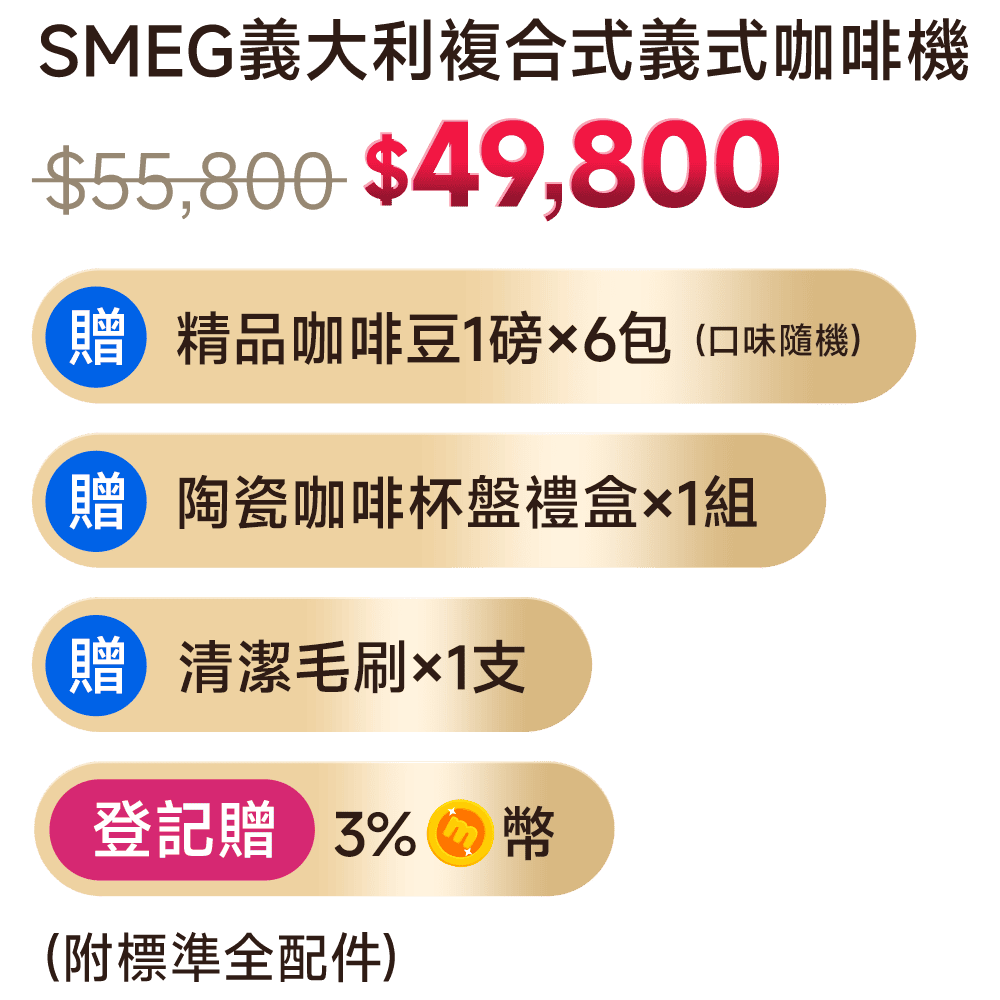 SMEG義大利複合式義式咖啡機
$55,800 $49,800
贈 精品咖啡豆1磅×6包 (口味隨機)
贈 陶瓷咖啡杯盤禮盒×1組
贈 清潔毛刷×1支
登記贈 3% m 幣
(附標準全配件)